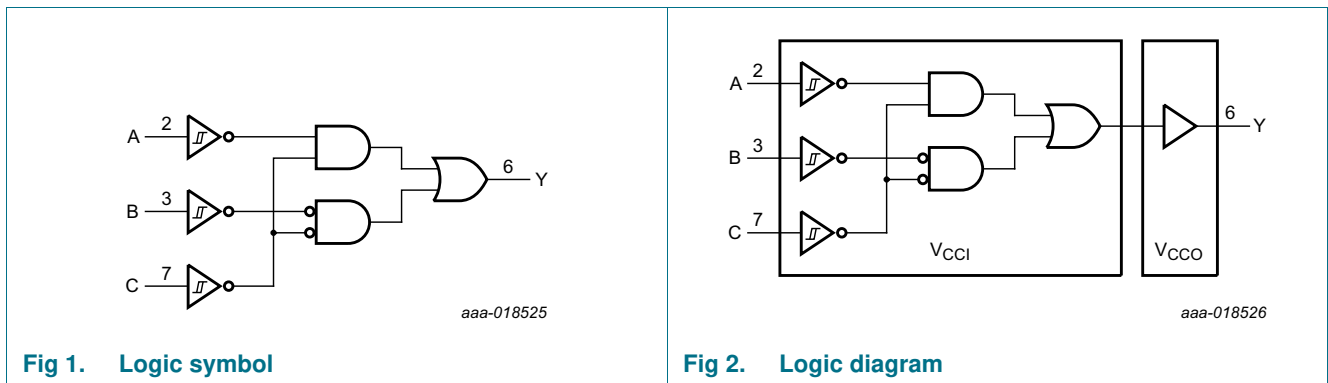 A 2
B 3
C 7
6 Y
aaa-018525
Fig 1. Logic symbol
A 2
B 3
C 7
VCCI
VCCO
6 Y
aaa-018526
Fig 2. Logic diagram